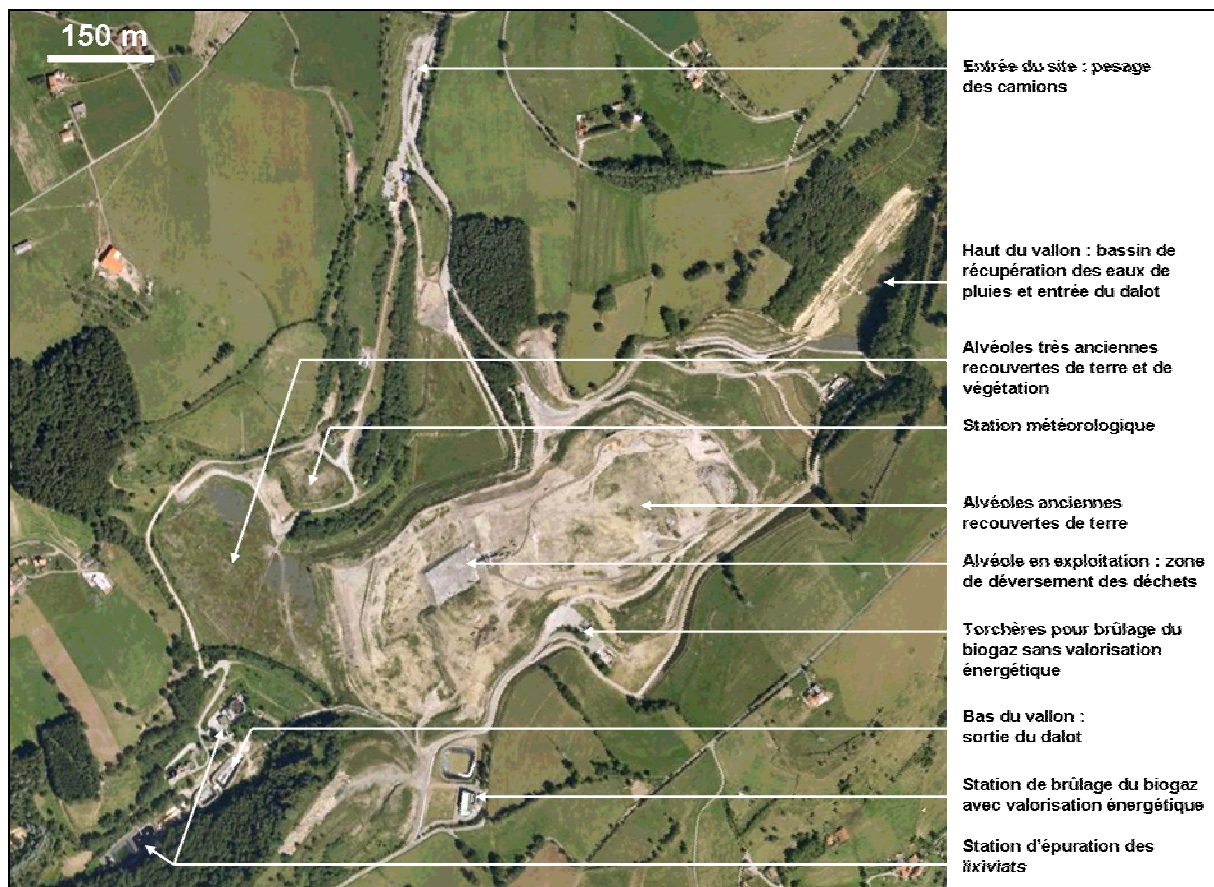 150 m
Entrée du site : pesage
des camions
Haut du vallon : bassin de
récupération des eaux de
pluies et entrée du dalot
Alvéoles très anciennes
recouvertes de terre et de
végétation
Station météorologique
Alvéoles anciennes
recouvertes de terre
Alvéole en exploitation : zone
de déversement des déchets
Torchères pour brûlage du
biogaz sans valorisation
énergétique
Bas du vallon :
sortie du dalot
Station de brûlage du biogaz
avec valorisation énergétique
Station d'épuration des
lixiviats